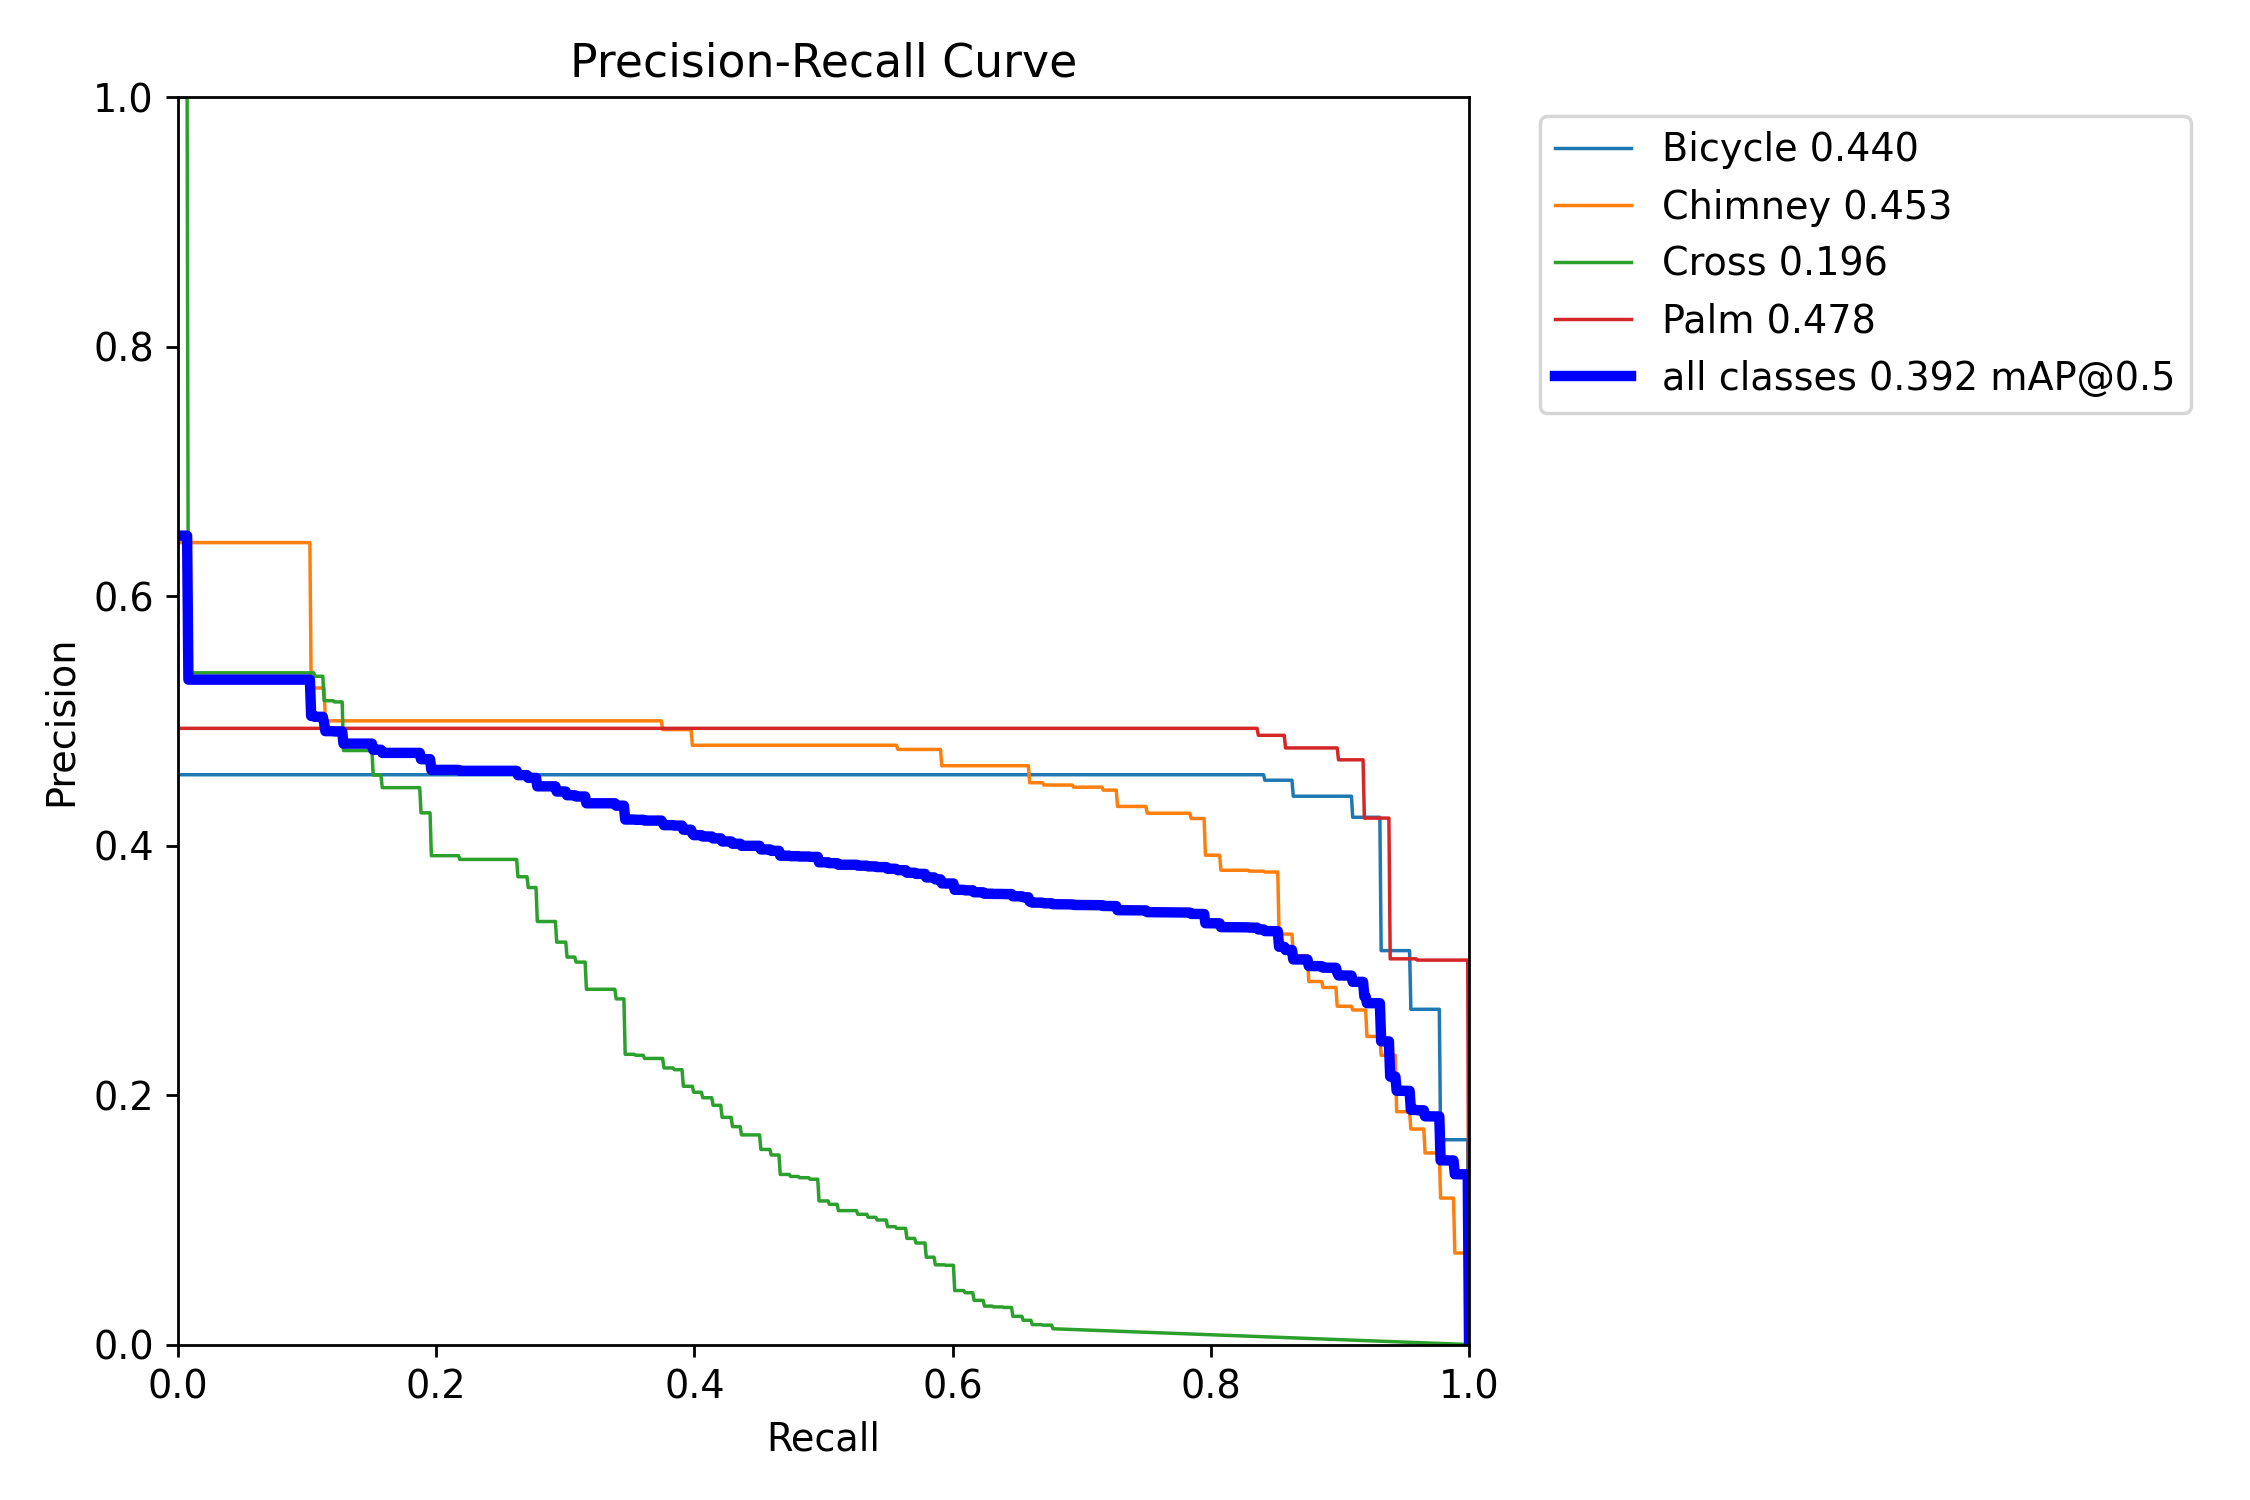 Precision-Recall Curve
1.0
0.8
0.6
0.4
0.2
0.0
Precision
0.0 0.2 0.4 0.6 0.8 1.0
Recall
Bicycle 0.440
Chimney 0.453
Cross 0.196
Palm 0.478
all classes 0.392 mAP@0.5